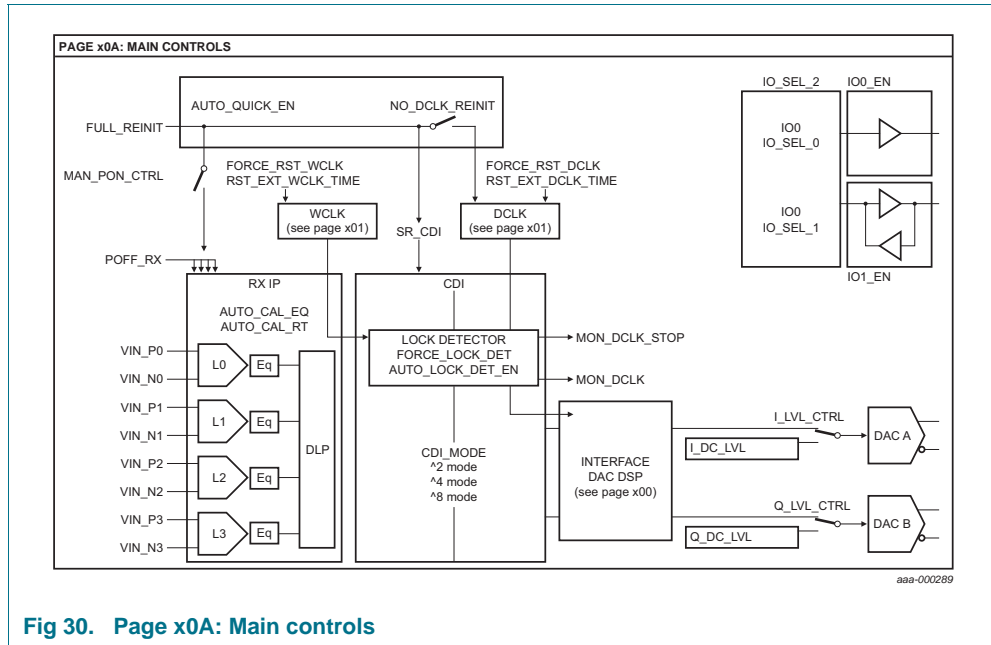 PAGE x0A: MAIN CONTROLS
AUTO_QUICK_EN
NO_DCLK_REINIT
FULL_REINIT
MAN_PON_CTRL
FORCE_RST_WCLK
RST_EXT_WCLK_TIME
FORCE_RST_DCLK
RST_EXT_DCLK_TIME
WCLK
(see page x01)
SR_CDI
DCLK
(see page x01)
POFF_RX
IO_SEL_2
IO0_EN
IO0
IO_SEL_0
IO0
IO_SEL_1
IO1_EN
RX IP
AUTO_CAL_EQ
AUTO_CAL_RT
VIN_P0
VIN_N0
L0
Eq
VIN_P1
VIN_N1
L1
Eq
VIN_P2
VIN_N2
L2
Eq
VIN_P3
VIN_N3
L3
Eq
DLP
CDI
LOCK DETECTOR
FORCE_LOCK_DET
AUTO_LOCK_DET_EN
MON_DCLK_STOP
MON_DCLK
CDI_MODE
^2 mode
^4 mode
^8 mode
INTERFACE
DAC DSP
(see page x00)
I_LVL_CTRL
I_DC_LVL
DAC A
Q_LVL_CTRL
Q_DC_LVL
DAC B
aaa-000289
Fig 30. Page x0A: Main controls